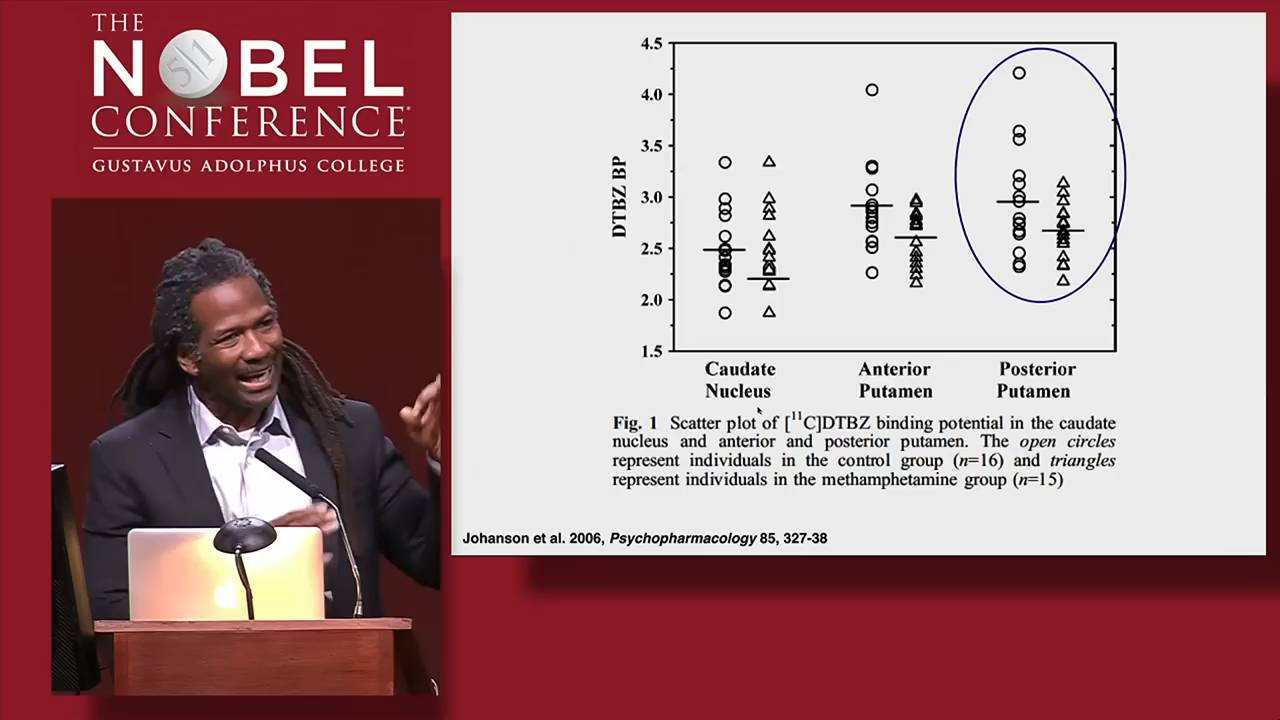 THE
NOBEL
51
CONFERENCE®
GUSTAVUS ADOLPHUS COLLEGE
4.5
4.0
3.5
3.0
2.5
2.0
1.5
DTBZ BP
Caudate Nucleus
Anterior Putamen
Posterior Putamen
Fig. 1 Scatter plot of [¹¹C]DTBZ binding potential in the caudate
nucleus and anterior and posterior putamen. The open circles
represent individuals in the control group (n=16) and triangles
represent individuals in the methamphetamine group (n=15)
Johanson et al. 2006, Psychopharmacology 85, 327-38